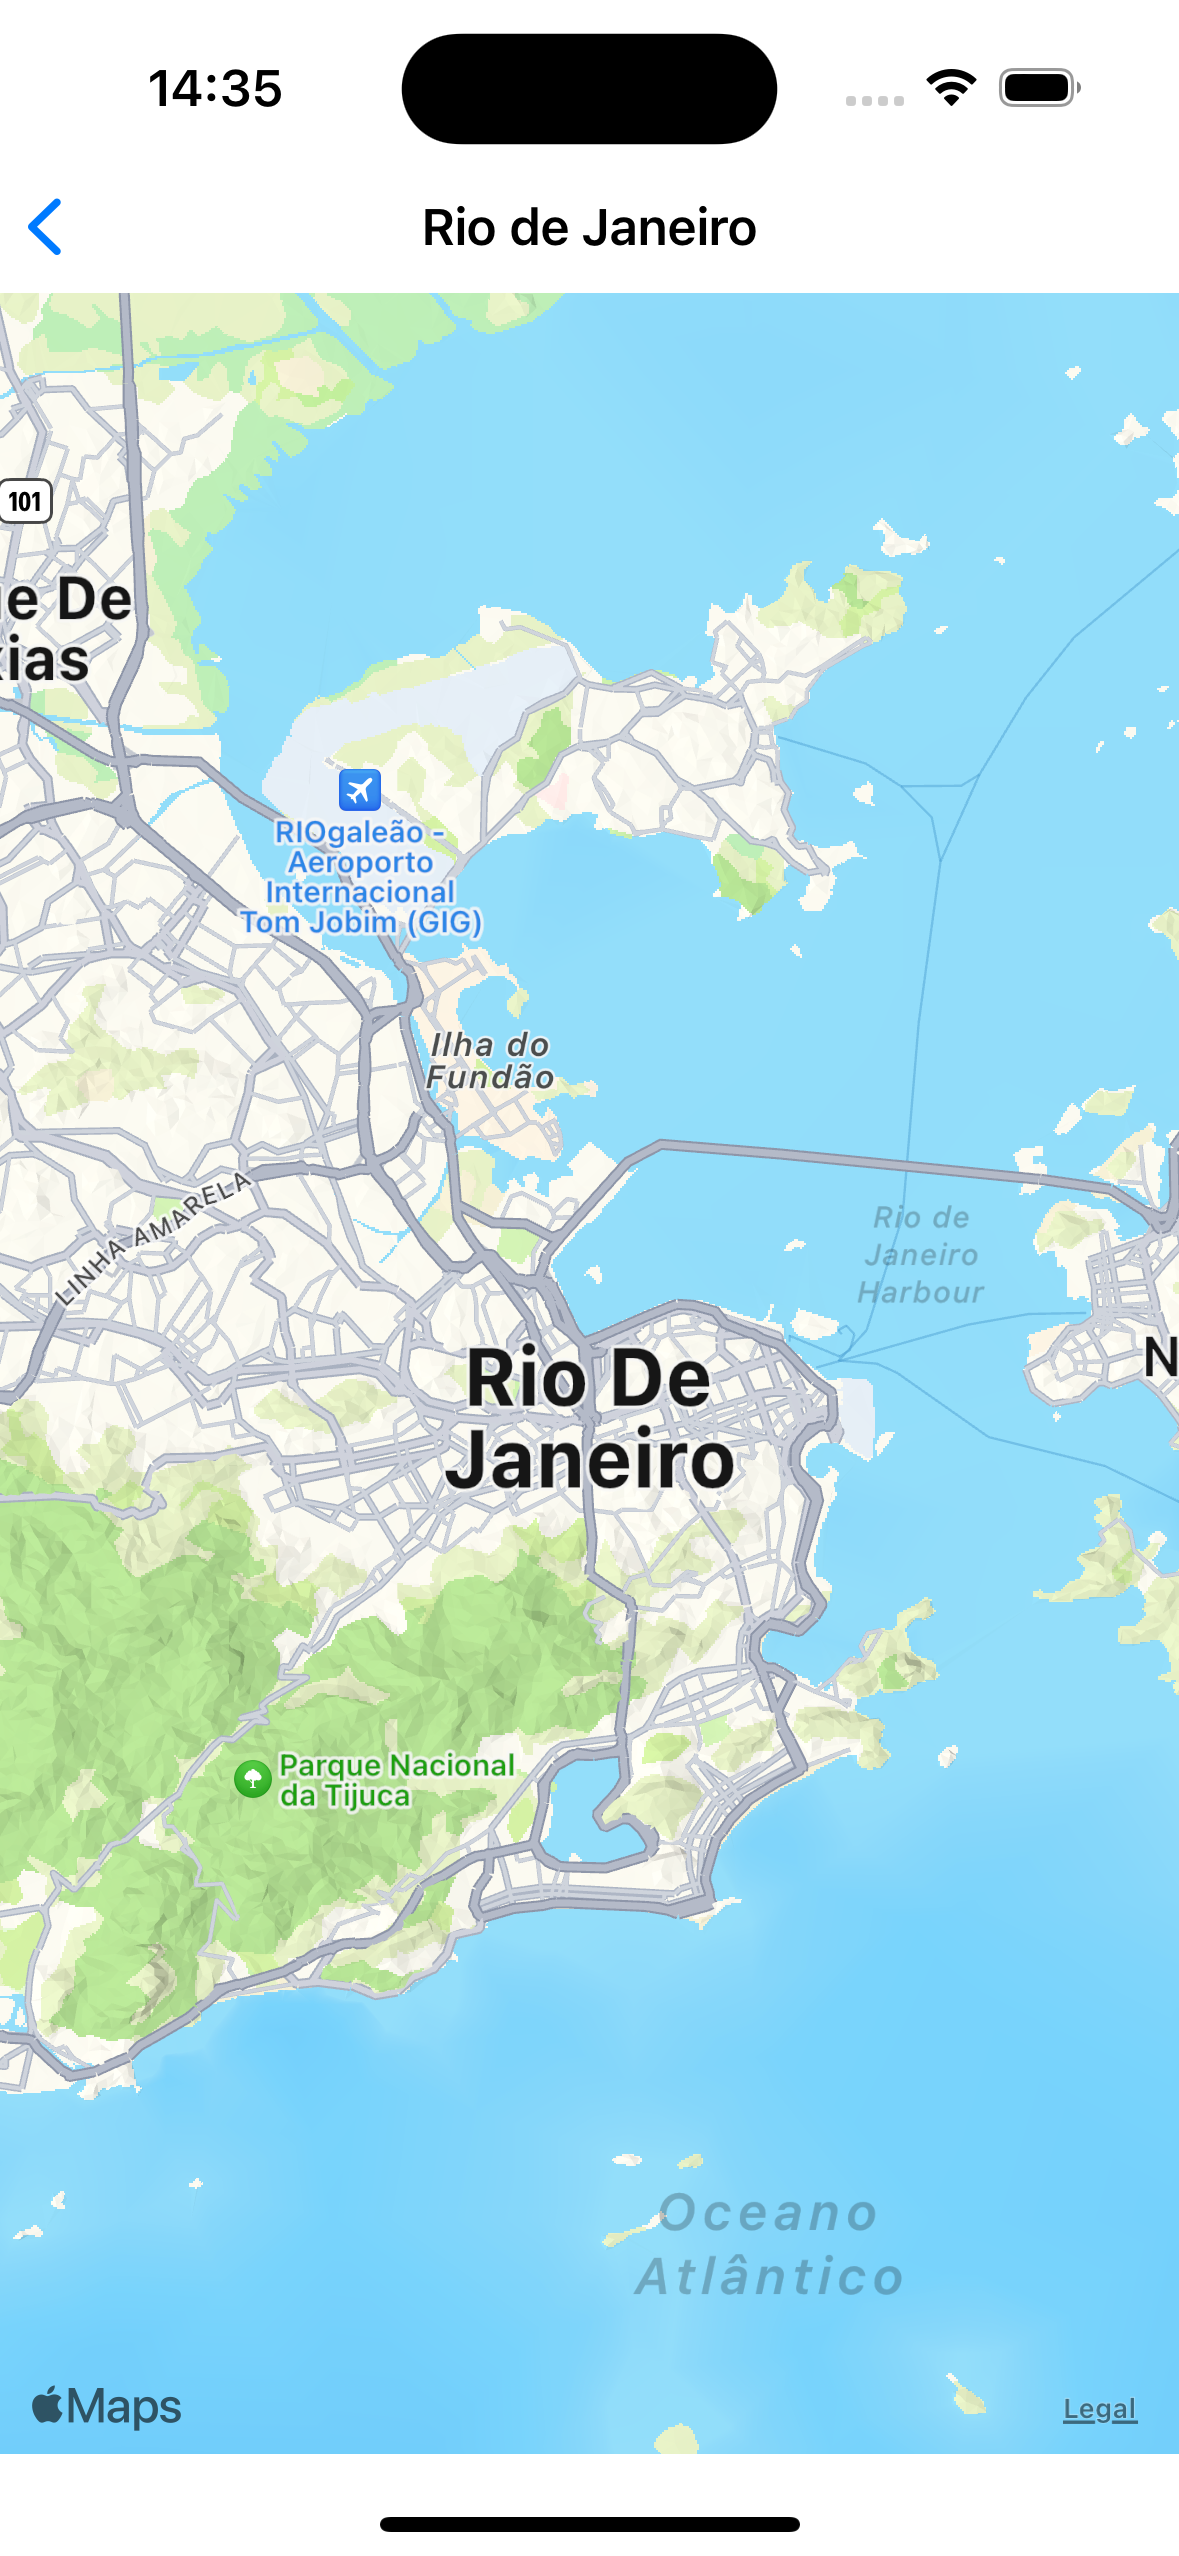 14:35
Rio de Janeiro
101
e De
ias
RIOgaleão -
Aeroporto
Internacional
Tom Jobim (GIG)
Ilha do
Fundão
LINHA AMARELA
Rio de
Janeiro
Harbour
Rio De
Janeiro
N
Parque Nacional
da Tijuca
Oceano
Atlântico
Maps
Legal